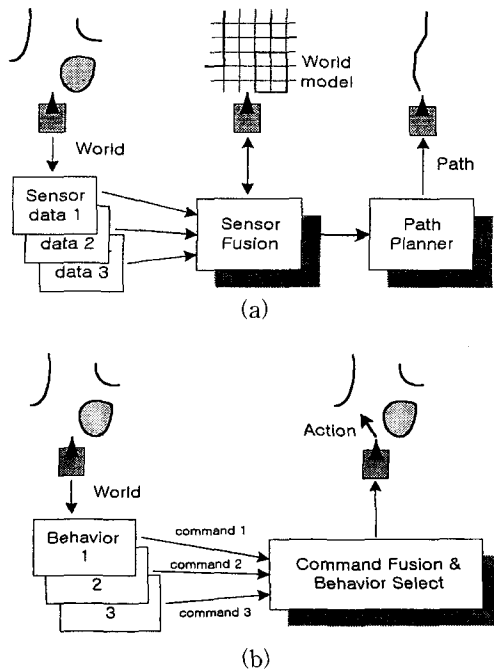 World
model
World
Path
Sensor
data 1
data 2
data 3
Sensor
Fusion
Path
Planner
(a)
Action
World
Behavior
1
2
3
command 1
command 2
command 3
Command Fusion &
Behavior Select
(b)